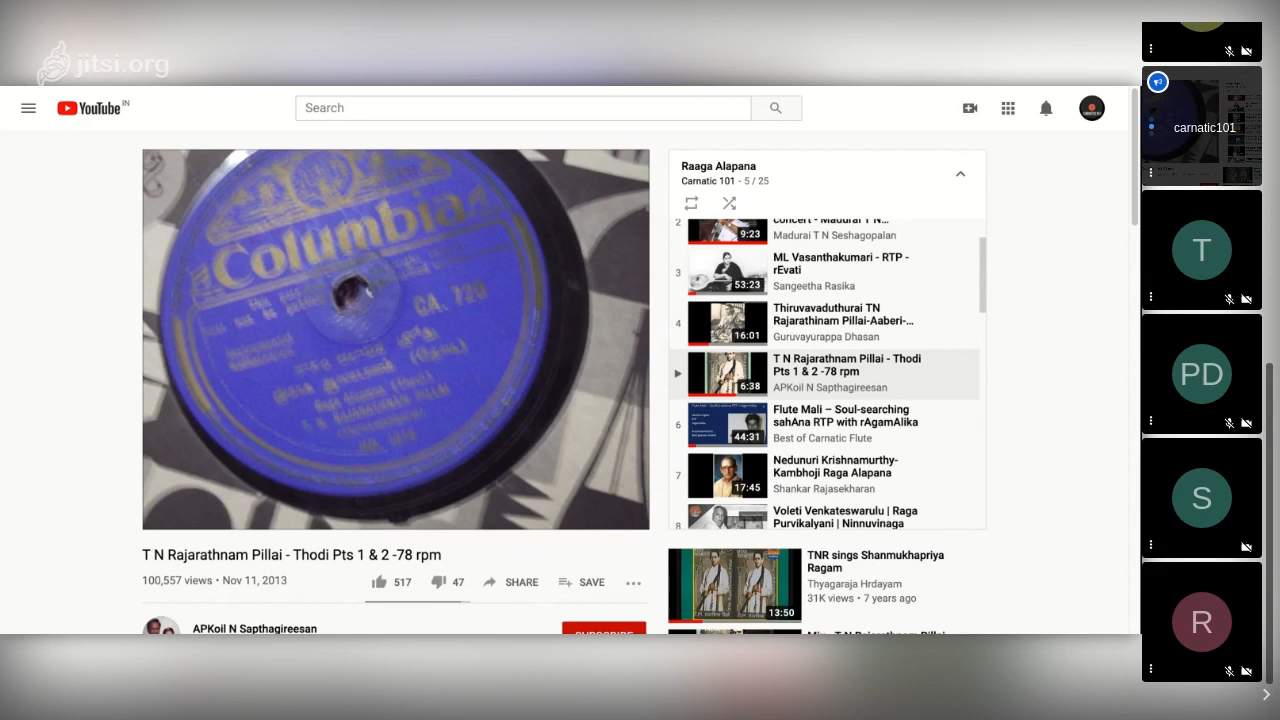 jitsi.org
YouTube IN
Search
Columbia
CA. 720
T N Rajarathnam Pillai - Thodi Pts 1 & 2 -78 rpm
100,557 views • Nov 11, 2013
517
47
SHARE
SAVE
APKoil N Sapthagireesan
SUBSCRIBE
Raaga Alapana
Carnatic 101 - 5 / 25
2
9:23
concert - Madurai T N...
Madurai T N Seshagopalan
3
53:23
ML Vasanthakumari - RTP -
rEvati
Sangeetha Rasika
4
16:01
Thiruvavaduthurai TN
Rajarathinam Pillai-Aaberi-...
Guruvayurappa Dhasan
6:38
T N Rajarathnam Pillai - Thodi
Pts 1 & 2 -78 rpm
APKoil N Sapthagireesan
6
44:31
Flute Mali – Soul-searching
sahAna RTP with rAgamAlika
Best of Carnatic Flute
7
17:45
Nedunuri Krishnamurthy-
Kambhoji Raga Alapana
Shankar Rajasekharan
8
Voleti Venkateswarulu | Raga
Purvikalyani | Ninnuvinaga
13:50
TNR sings Shanmukhapriya
Ragam
Thyagaraja Hrdayam
31K views • 7 years ago
carnatic101
T
PD
S
R